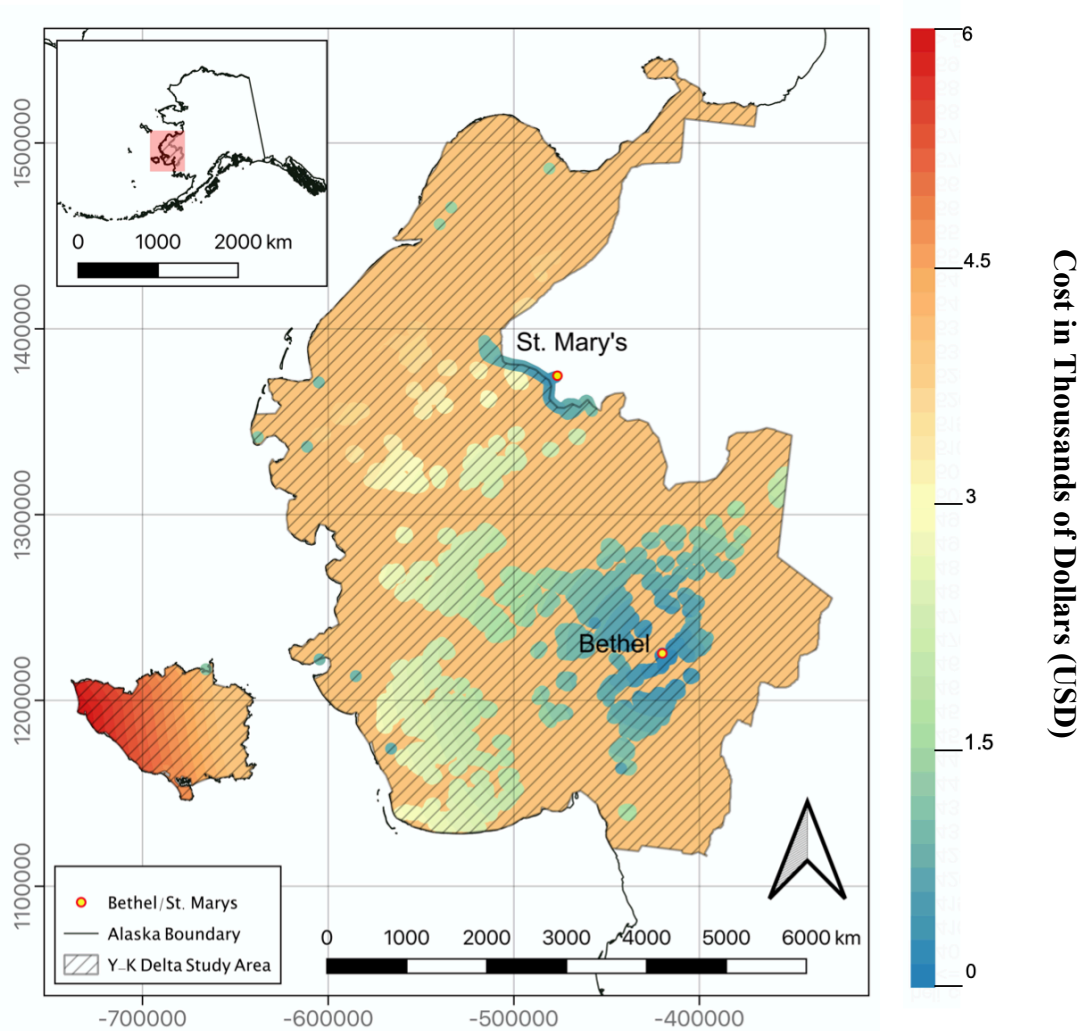 0 1000 2000 km
St. Mary's
Bethel
Bethel/St. Marys
Alaska Boundary
Y-K Delta Study Area
0 1000 2000 3000 4000 5000 6000 km
1500000
1400000
1300000
1200000
1100000
-700000 -600000 -500000 -400000
6
4.5
3
1.5
0
Cost in Thousands of Dollars (USD)